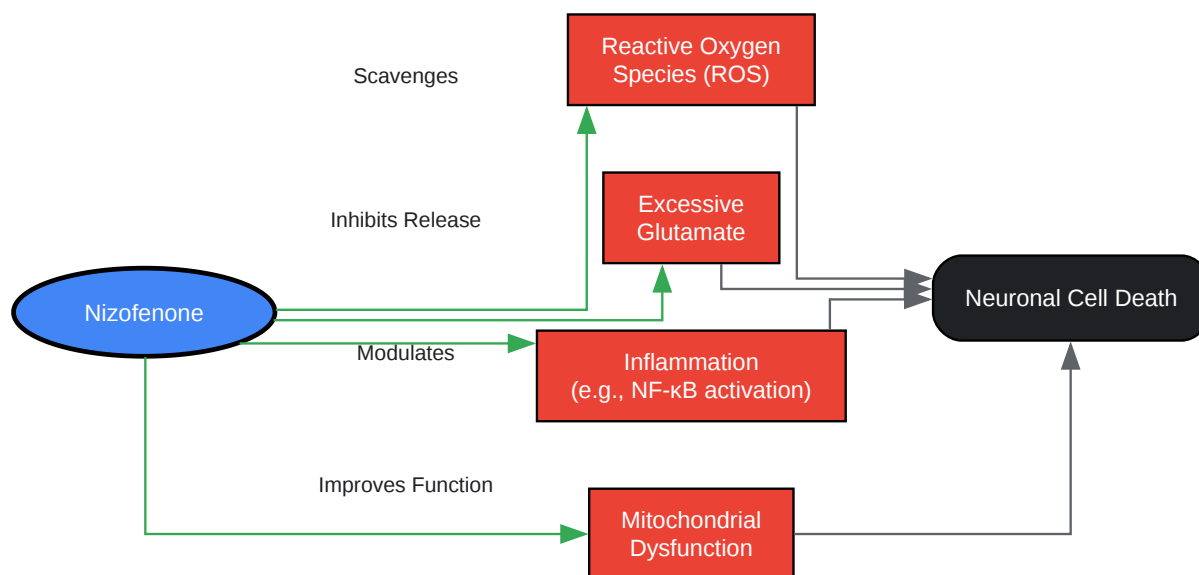 Scavenges
Reactive Oxygen
Species (ROS)
Inhibits Release
Excessive
Glutamate
Nizofenone
Neuronal Cell Death
Modulates
Inflammation
(e.g., NF-κB activation)
Improves Function
Mitochondrial
Dysfunction